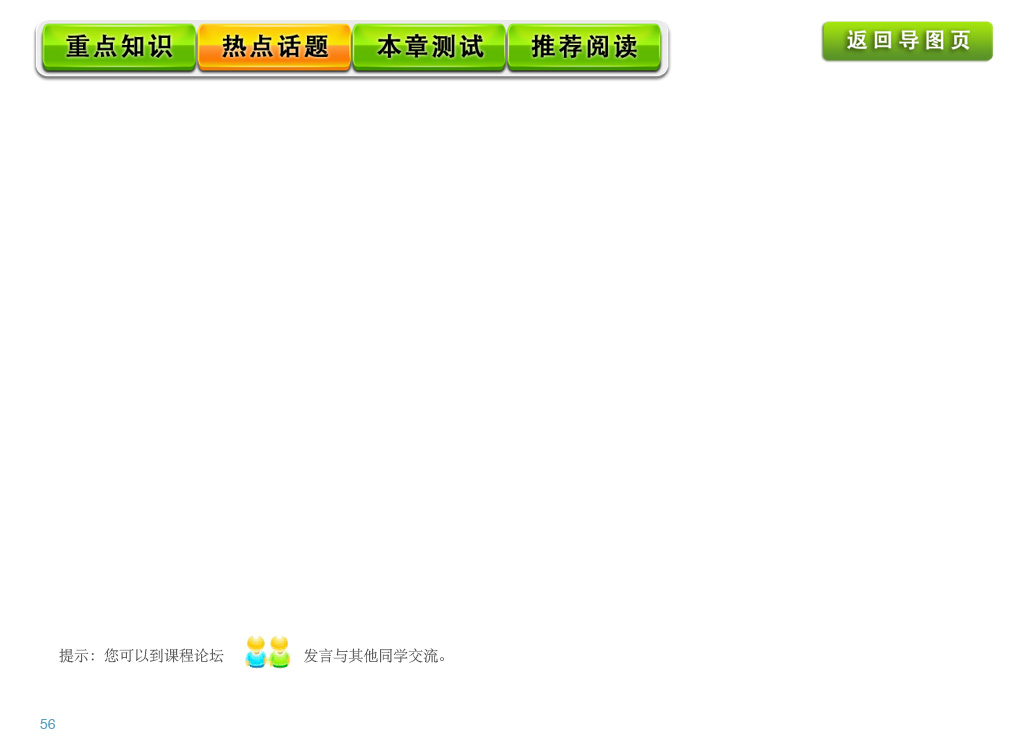 重点知识 热点话题 本章测试 推荐阅读 返回导图页
提示：您可以到课程论坛 发言与其他同学交流。
56